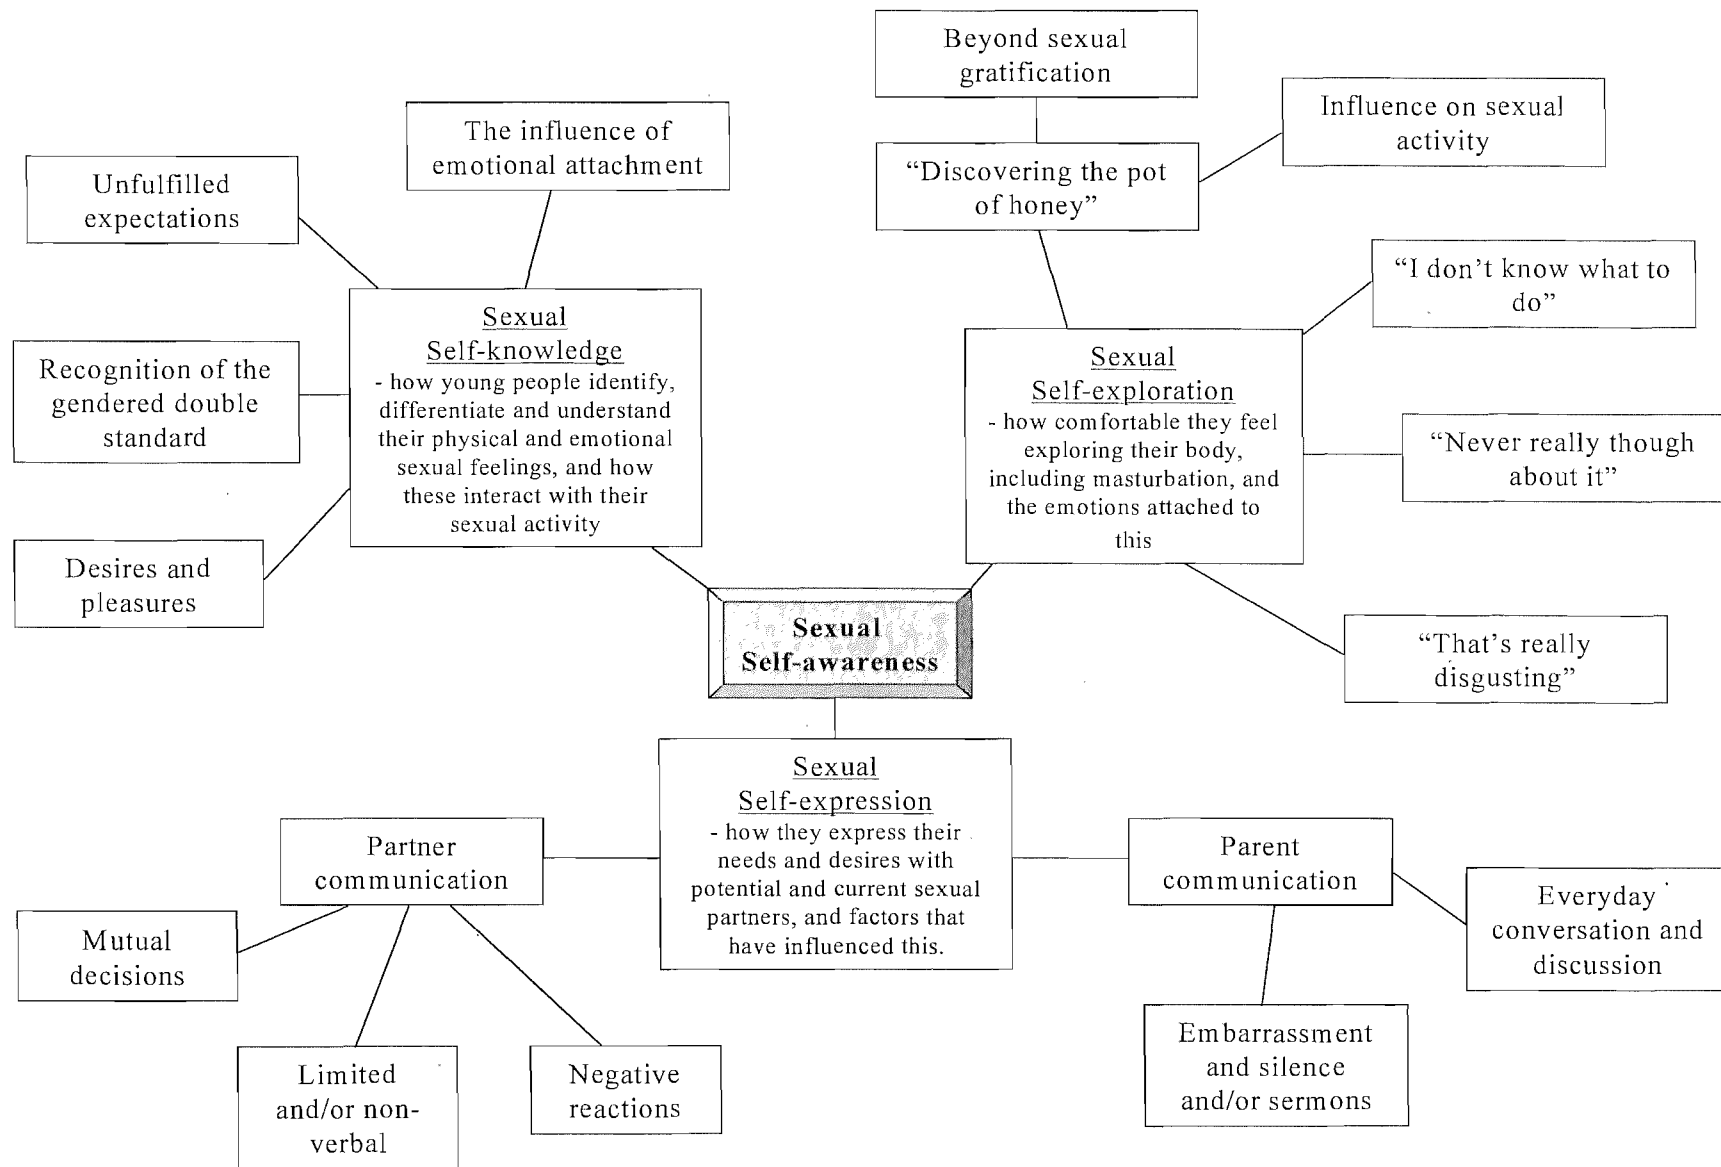 Beyond sexual
gratification
Influence on sexual
activity
The influence of
emotional attachment
“Discovering the pot
of honey”
Unfulfilled
expectations
“I don’t know what to
do”
Sexual
Self-knowledge
- how young people identify,
differentiate and understand
their physical and emotional
sexual feelings, and how
these interact with their
sexual activity
Sexual
Self-exploration
- how comfortable they feel
exploring their body,
including masturbation, and
the emotions attached to
this
Recognition of the
gendered double
standard
“Never really though
about it”
Desires and
pleasures
Sexual
Self-awareness
“That’s really
disgusting”
Sexual
Self-expression
- how they express their
needs and desires with
potential and current sexual
partners, and factors that
have influenced this.
Partner
communication
Parent
communication
Mutual
decisions
Everyday
conversation and
discussion
Limited
and/or non-
verbal
Negative
reactions
Embarrassment
and silence
and/or sermons